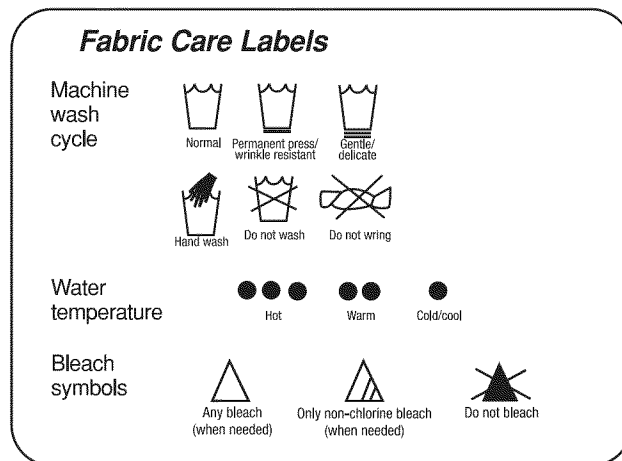 Fabric Care Labels
Machine
wash
cycle
Normal
Permanent press/
wrinkle resistant
Gentle/
delicate
Hand wash
Do not wash
Do not wring
Water
temperature
Hot
Warm
Cold/cool
Bleach
symbols
Any bleach
(when needed)
Only non-chlorine bleach
(when needed)
Do not bleach